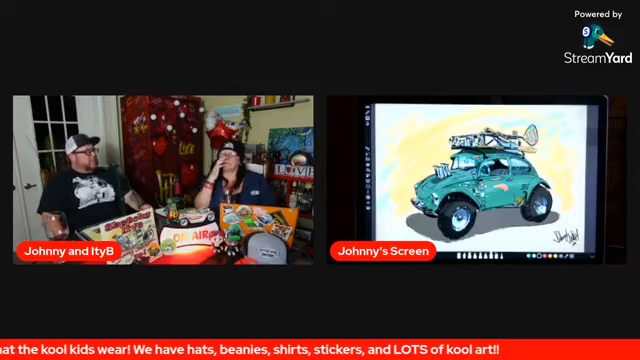 Powered by
StreamYard
LOVE
ON AIR
Johnny and ItyB
Johnny's Screen
hat the kool kids wear! We have hats, beanies, shirts, stickers, and LOTS of kool art!!